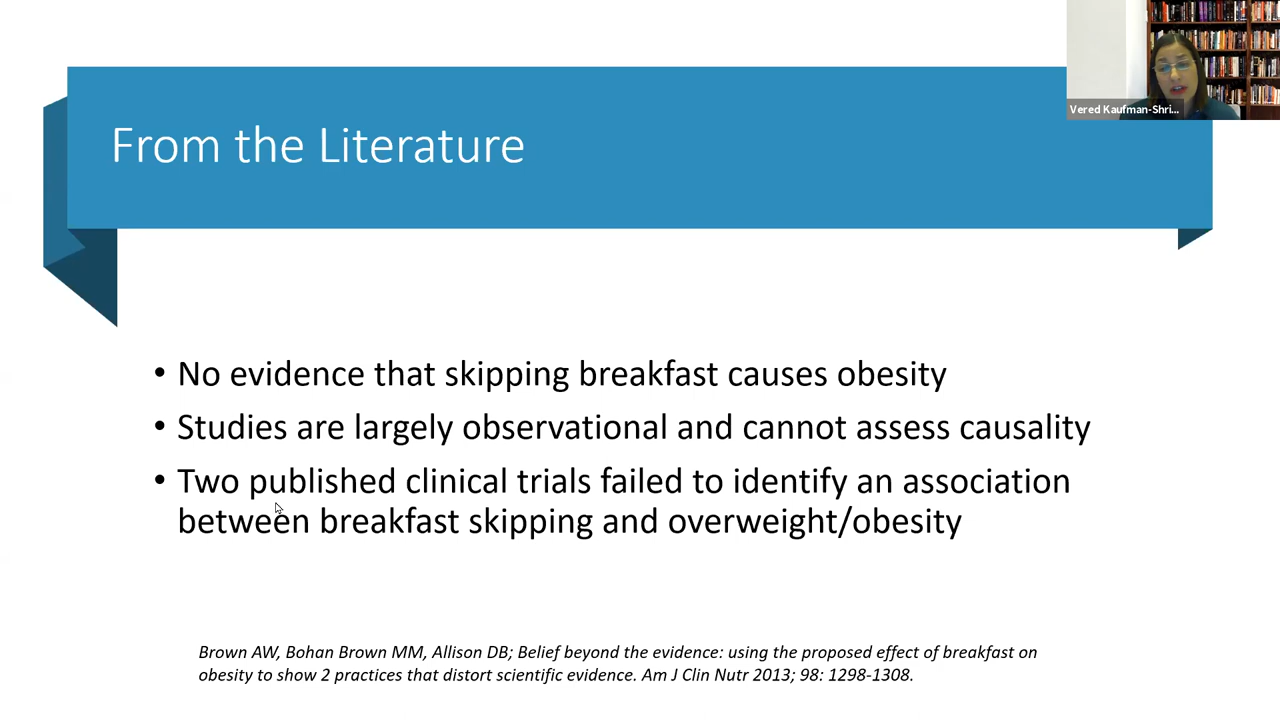 Vered Kaufman-Shri...
From the Literature
• No evidence that skipping breakfast causes obesity
• Studies are largely observational and cannot assess causality
• Two published clinical trials failed to identify an association
between breakfast skipping and overweight/obesity
Brown AW, Bohan Brown MM, Allison DB; Belief beyond the evidence: using the proposed effect of breakfast on
obesity to show 2 practices that distort scientific evidence. Am J Clin Nutr 2013; 98: 1298-1308.